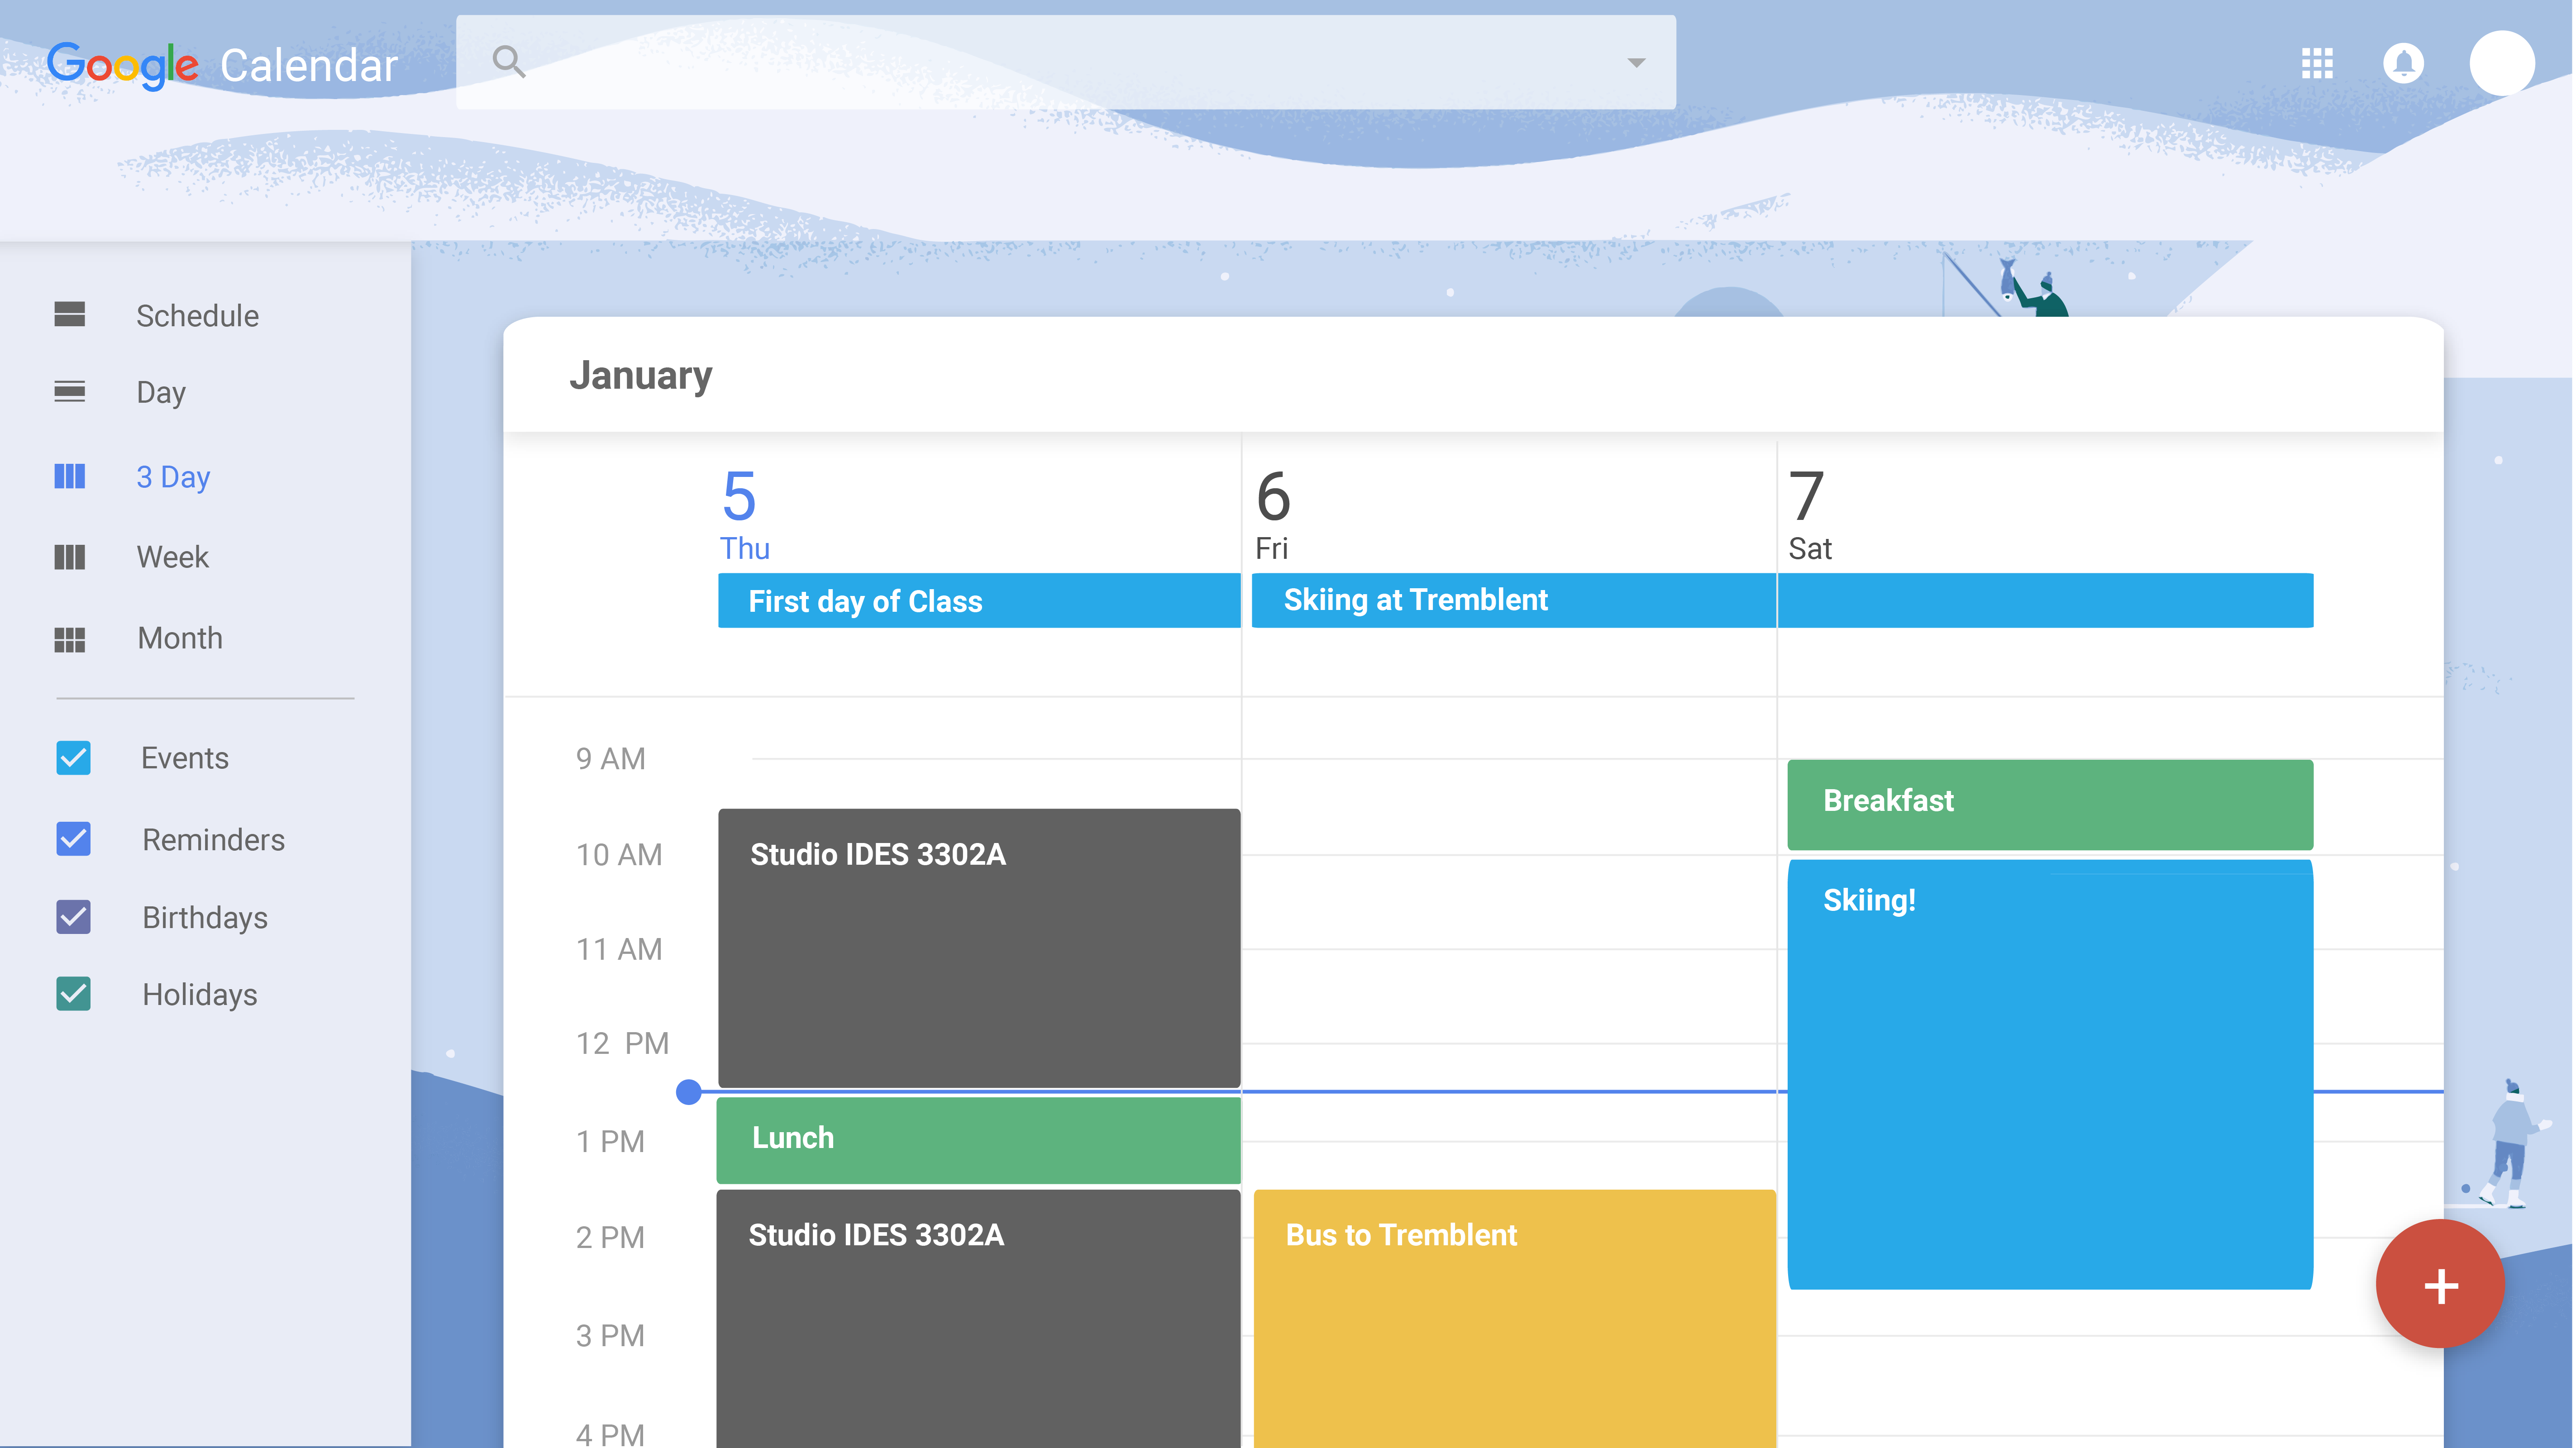 Google Calendar
Schedule
Day
3 Day
Week
Month
Events
Reminders
Birthdays
Holidays
January
5
Thu
6
Fri
7
Sat
First day of Class
Skiing at Tremblent
9 AM
10 AM
11 AM
12 PM
1 PM
2 PM
3 PM
4 PM
Studio IDES 3302A
Lunch
Studio IDES 3302A
Bus to Tremblent
Breakfast
Skiing!
+